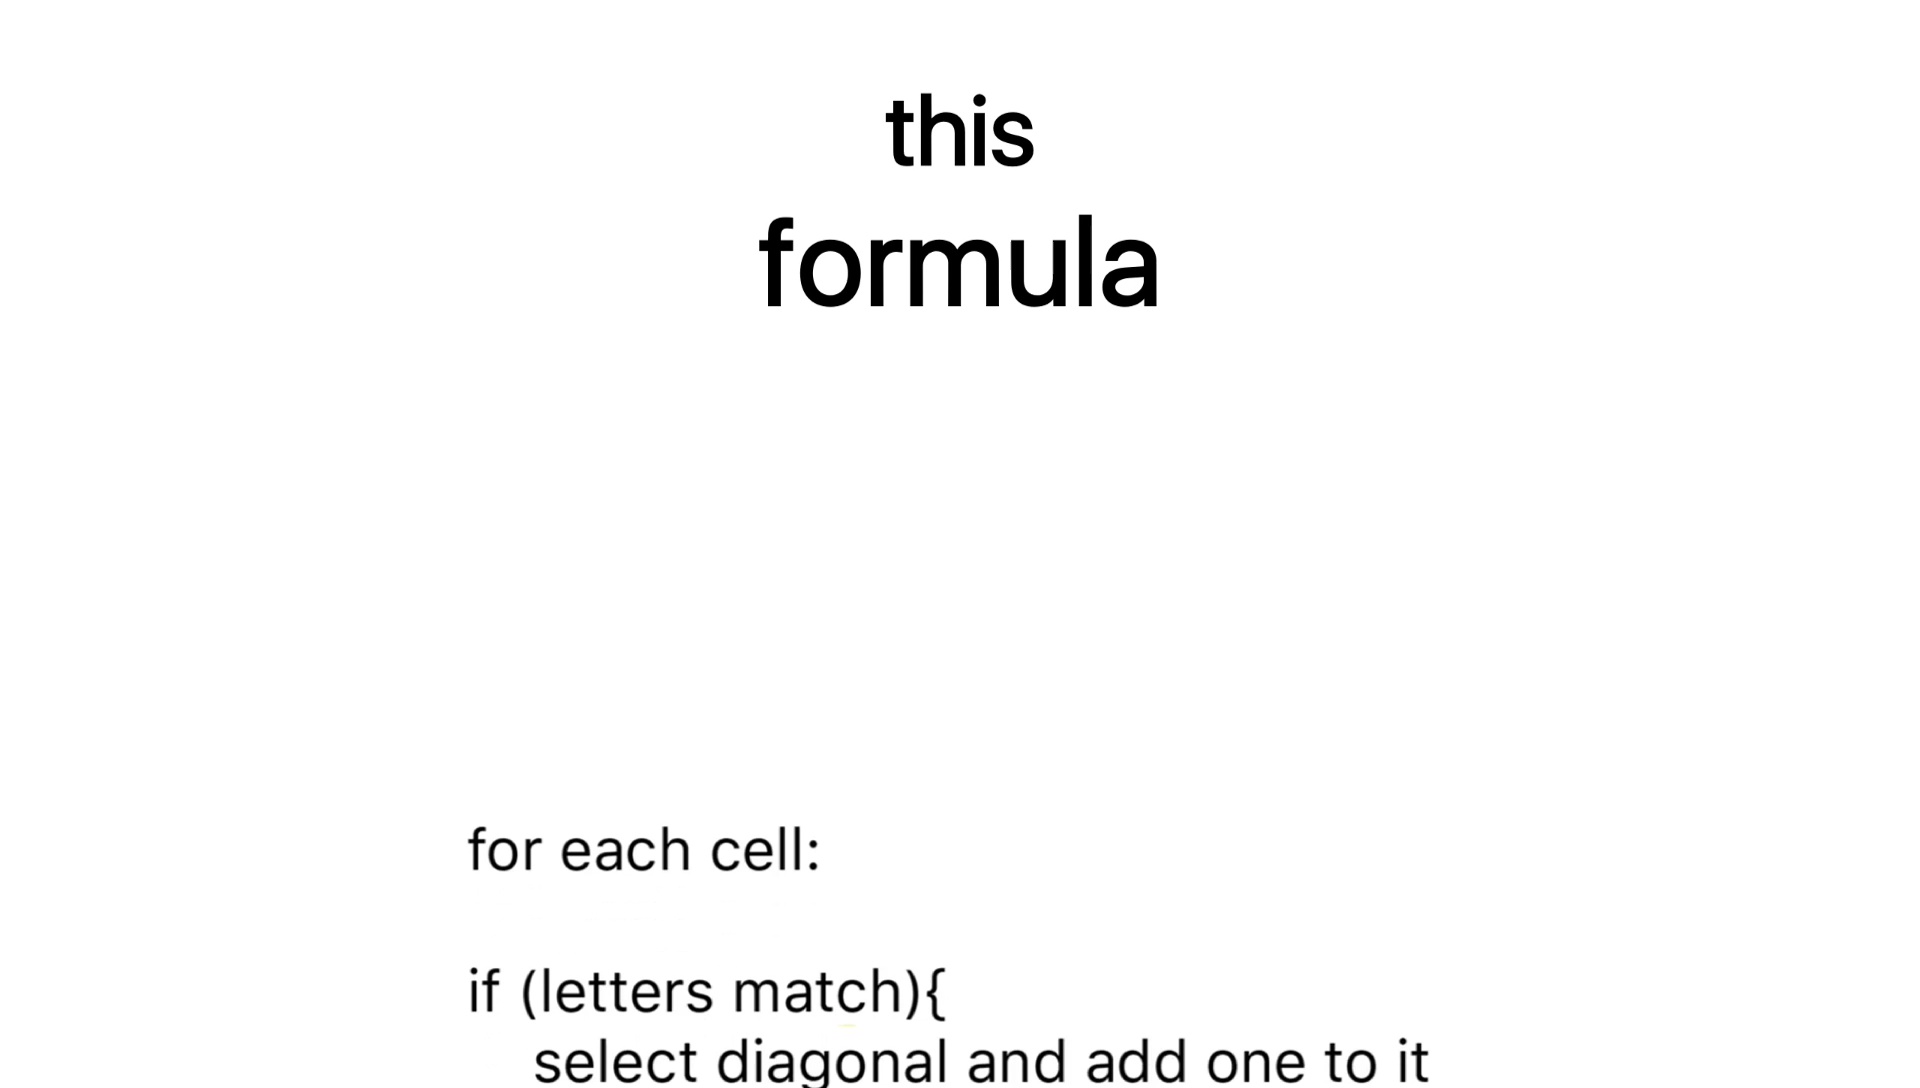 this
formula
for each cell:
if (letters match){
select diagonal and add one to it